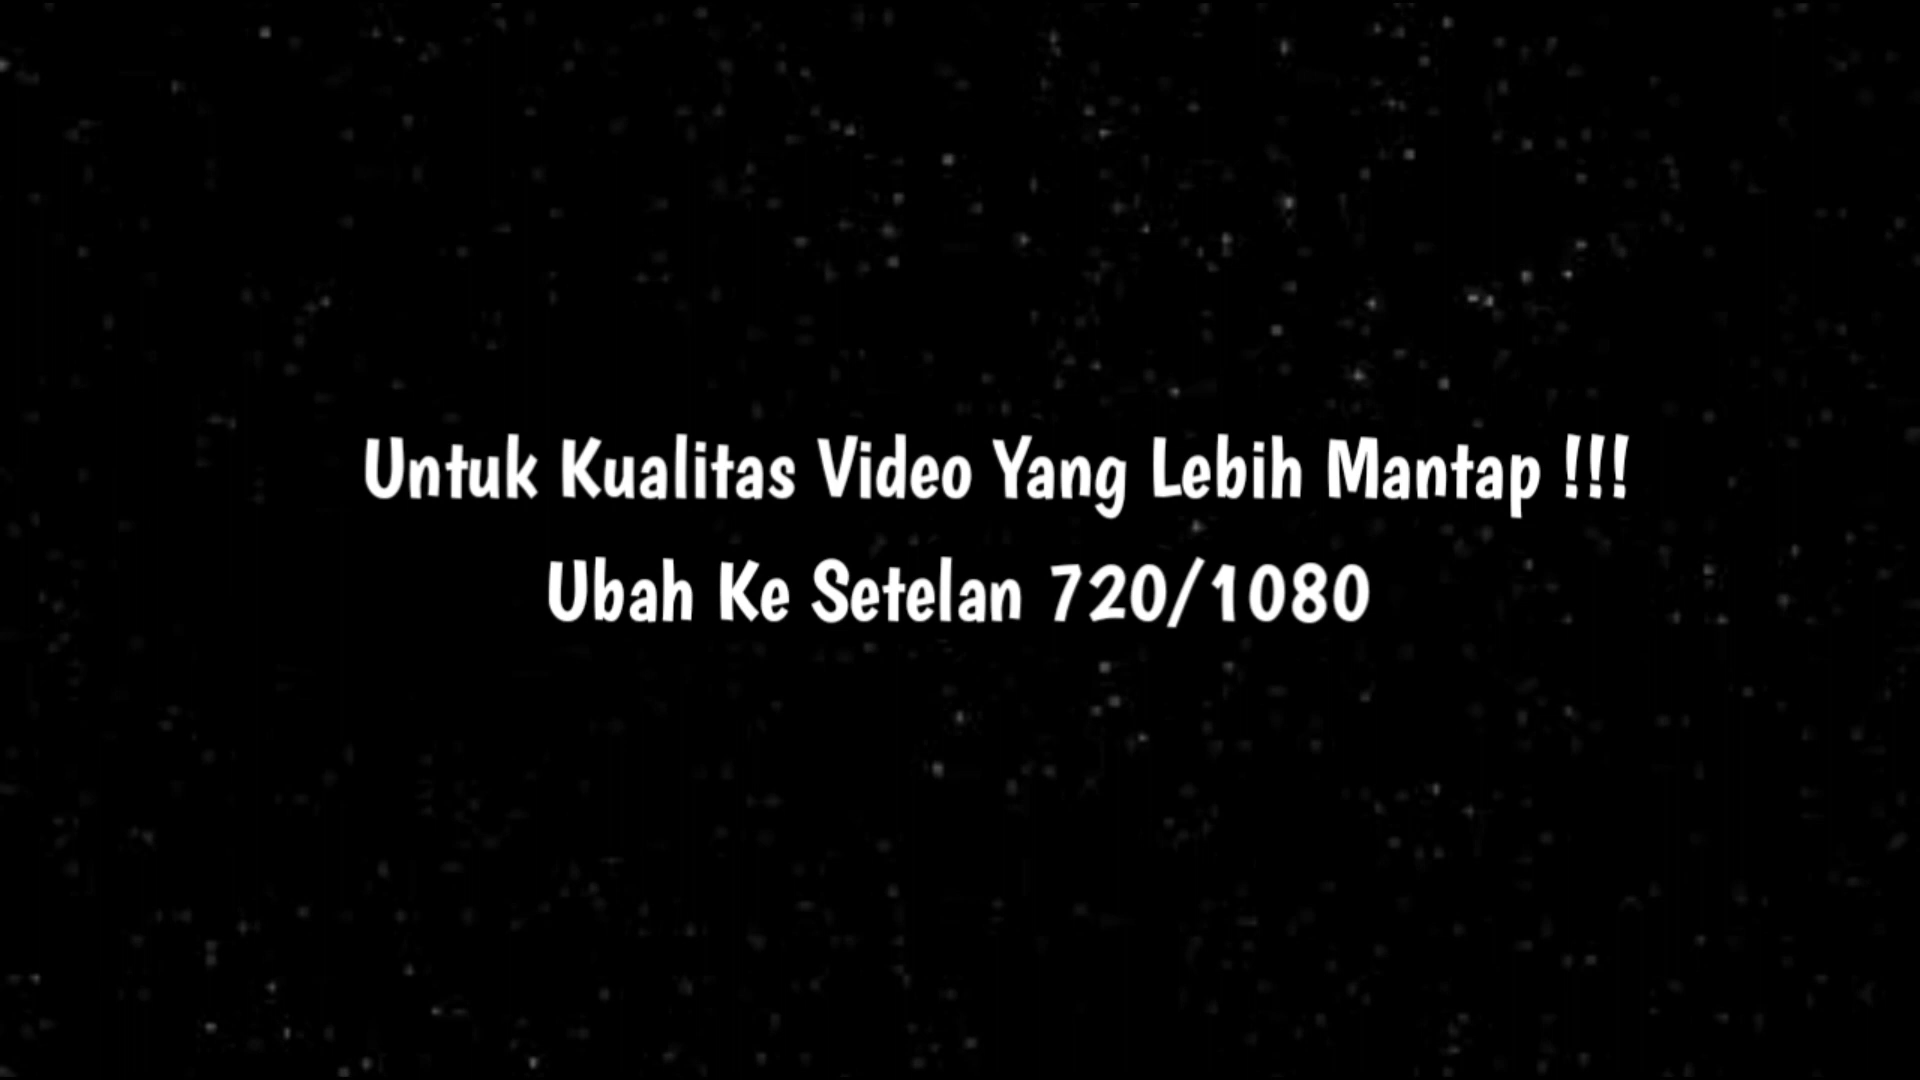 Untuk Kualitas Video Yang Lebih Mantap !!!
Ubah Ke Setelan 720/1080